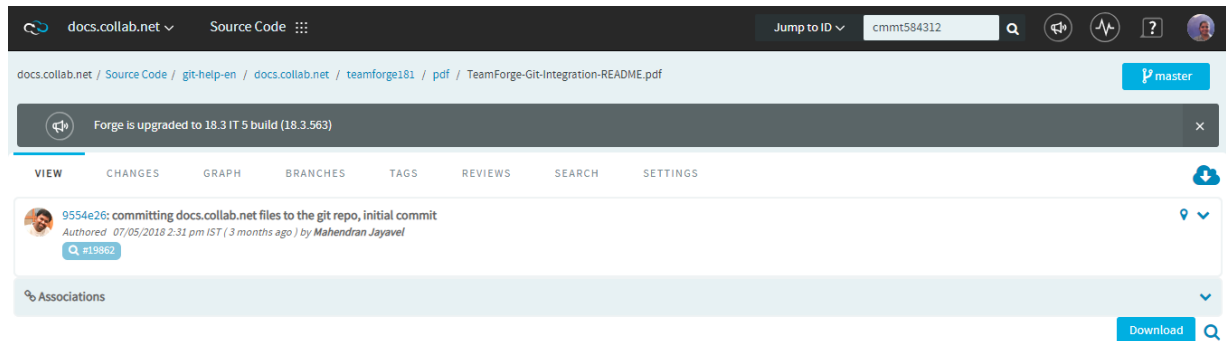 docs.collab.net Source Code Jump to ID cmmt584312 ?
docs.collab.net / Source Code / git-help-en / docs.collab.net / teamforge181 / pdf / TeamForge-Git-Integration-README.pdf master
Forge is upgraded to 18.3 IT 5 build (18.3.563) ×
VIEW CHANGES GRAPH BRANCHES TAGS REVIEWS SEARCH SETTINGS
9554e26: committing docs.collab.net files to the git repo, initial commit
Authored 07/05/2018 2:31 pm IST ( 3 months ago ) by Mahendran Jayavel
#19862
Associations
Download